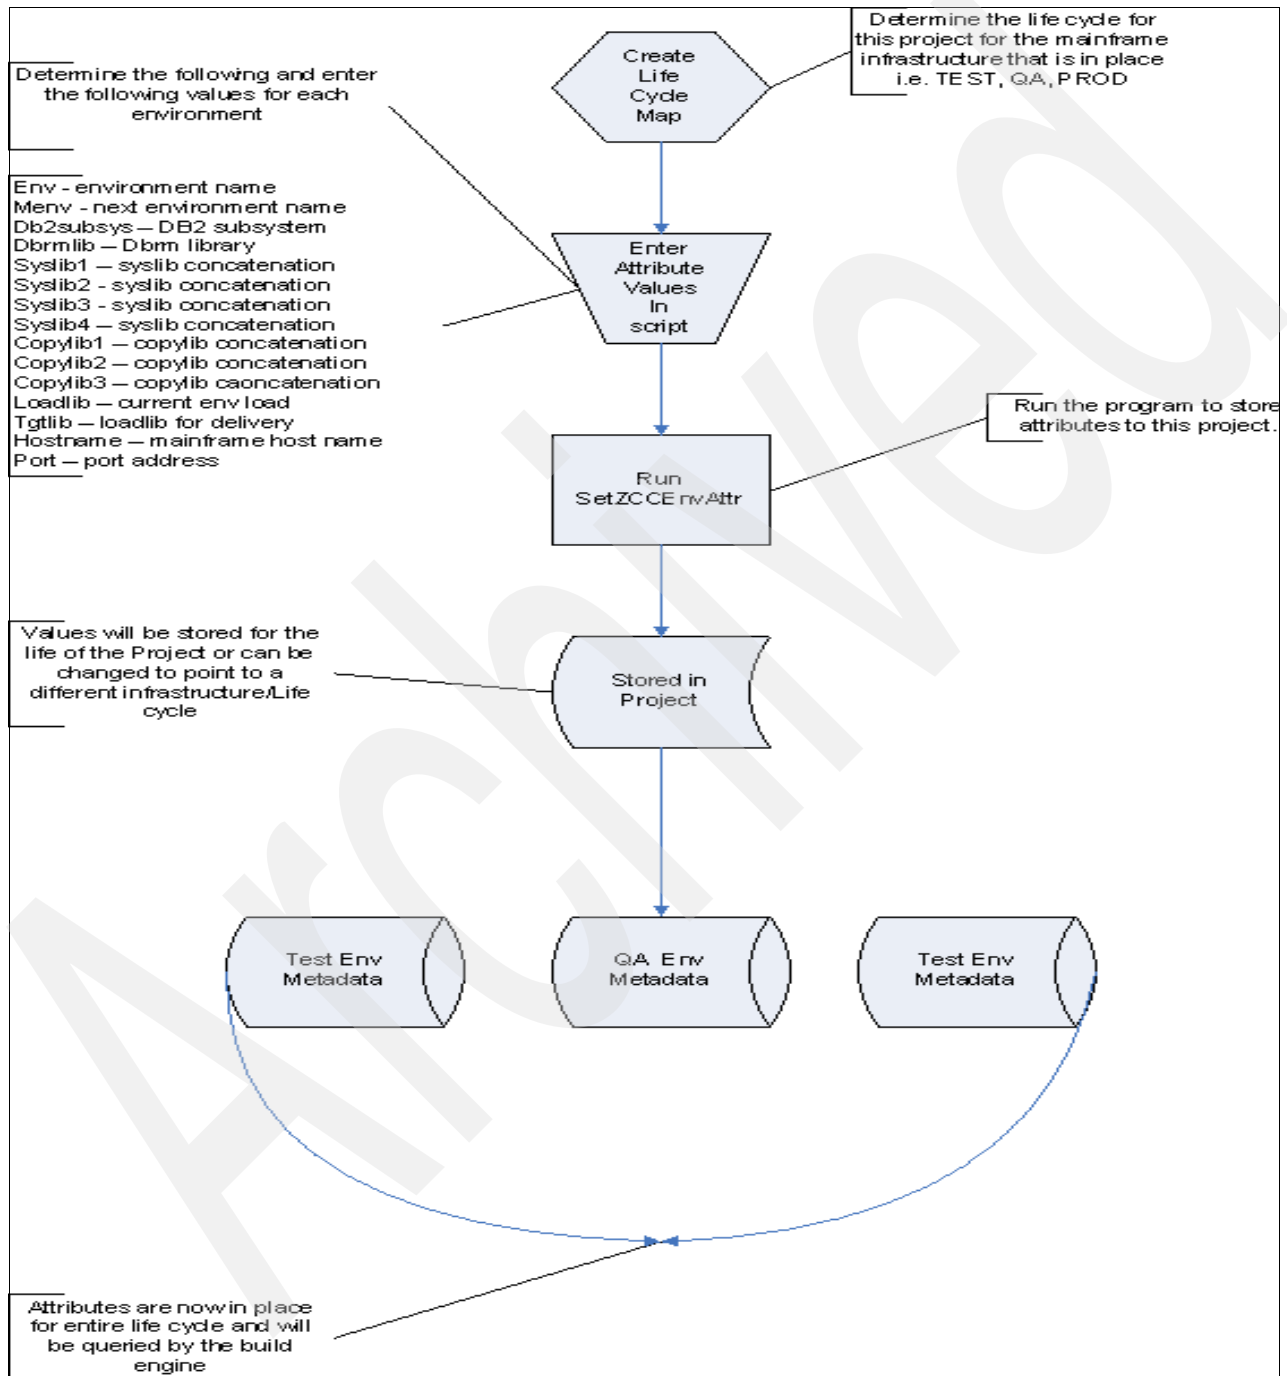 Determine the life cycle for
this project for the mainframe
infrastructure that is in place
i.e. TEST, QA, PROD
Create
Life
Cycle
Map
Determine the following and enter
the following values for each
environment
Env - environment name
Menv - next environment name
Db2subsys – DB2 subsystem
Dbrmlib – Dbrm library
Syslib1 – syslib concatenation
Syslib2 - syslib concatenation
Syslib3 - syslib concatenation
Syslib4 – syslib concatenation
Copylib1 – copylib concatenation
Copylib2 – copylib concatenation
Copylib3 – copylib caoncatenation
Loadlib – current env load
Tgtlib – loadlib for delivery
Hostname – mainframe host name
Port – port address
Enter
Attribute
Values
In
script
Run the program to store
attributes to this project.
Run
SetZCCEnvAttr
Values will be stored for the
life of the Project or can be
changed to point to a
different infrastructure/Life
cycle
Stored in
Project
Test Env
Metadata
QA Env
Metadata
Test Env
Metadata
Attributes are now in place
for entire life cycle and will
be queried by the build
engine
Archived